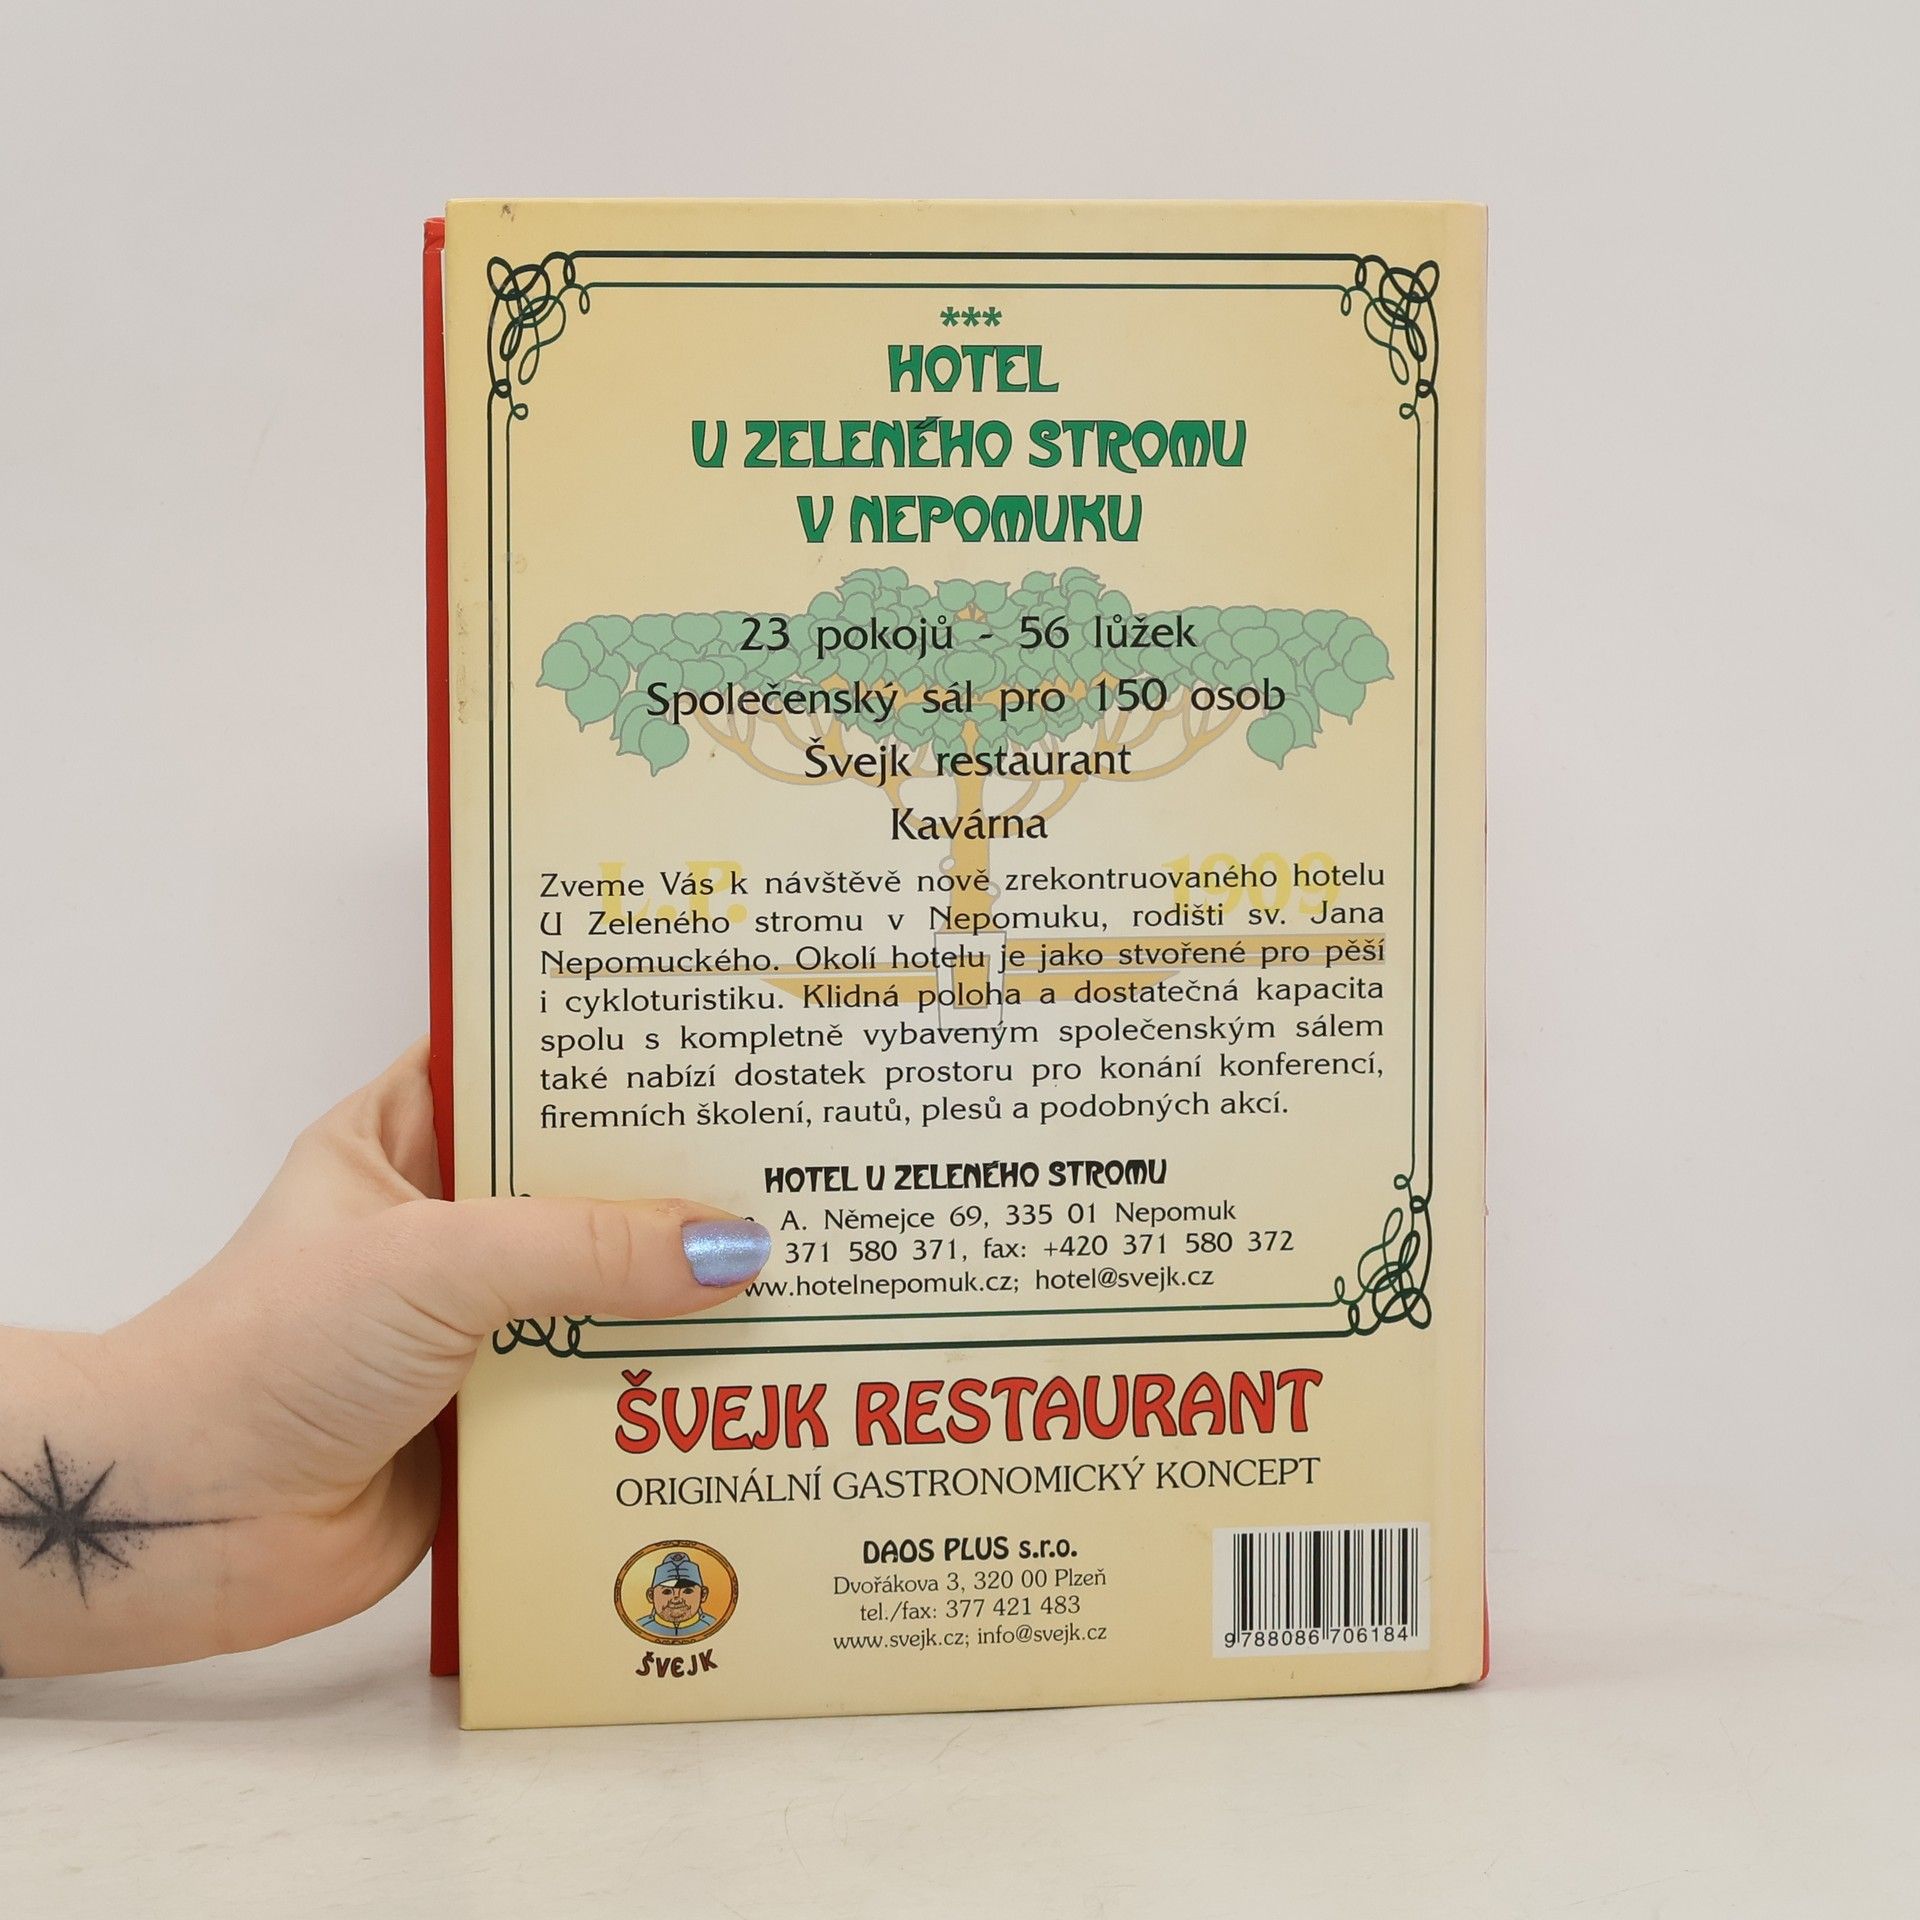 ***
HOTEL
U ZELENÉHO STROMU
V NEPOMUKU
23 pokojů - 56 lůžek
Společenský sál pro 150 osob
Švejk restaurant
Kavárna
L.P. 1909
Zveme Vás k návštěvě nově zrekontruovaného hotelu
U Zeleného stromu v Nepomuku, rodišti sv. Jana
Nepomuckého. Okolí hotelu je jako stvořené pro pěší
i cykloturistiku. Klidná poloha a dostatečná kapacita
spolu s kompletně vybaveným společenským sálem
také nabízí dostatek prostoru pro konání konferencí,
firemních školení, rautů, plesů a podobných akcí.
HOTEL U ZELENÉHO STROMU
A. Němejce 69, 335 01 Nepomuk
371 580 371, fax: +420 371 580 372
ww.hotelnepomuk.cz; hotel@svejk.cz
ŠVEJK RESTAURANT
ORIGINÁLNÍ GASTRONOMICKÝ KONCEPT
DAOS PLUS s.r.o.
Dvořákova 3, 320 00 Plzeň
tel./fax: 377 421 483
www.svejk.cz; info@svejk.cz
ŠVEJK
9 788086 706184